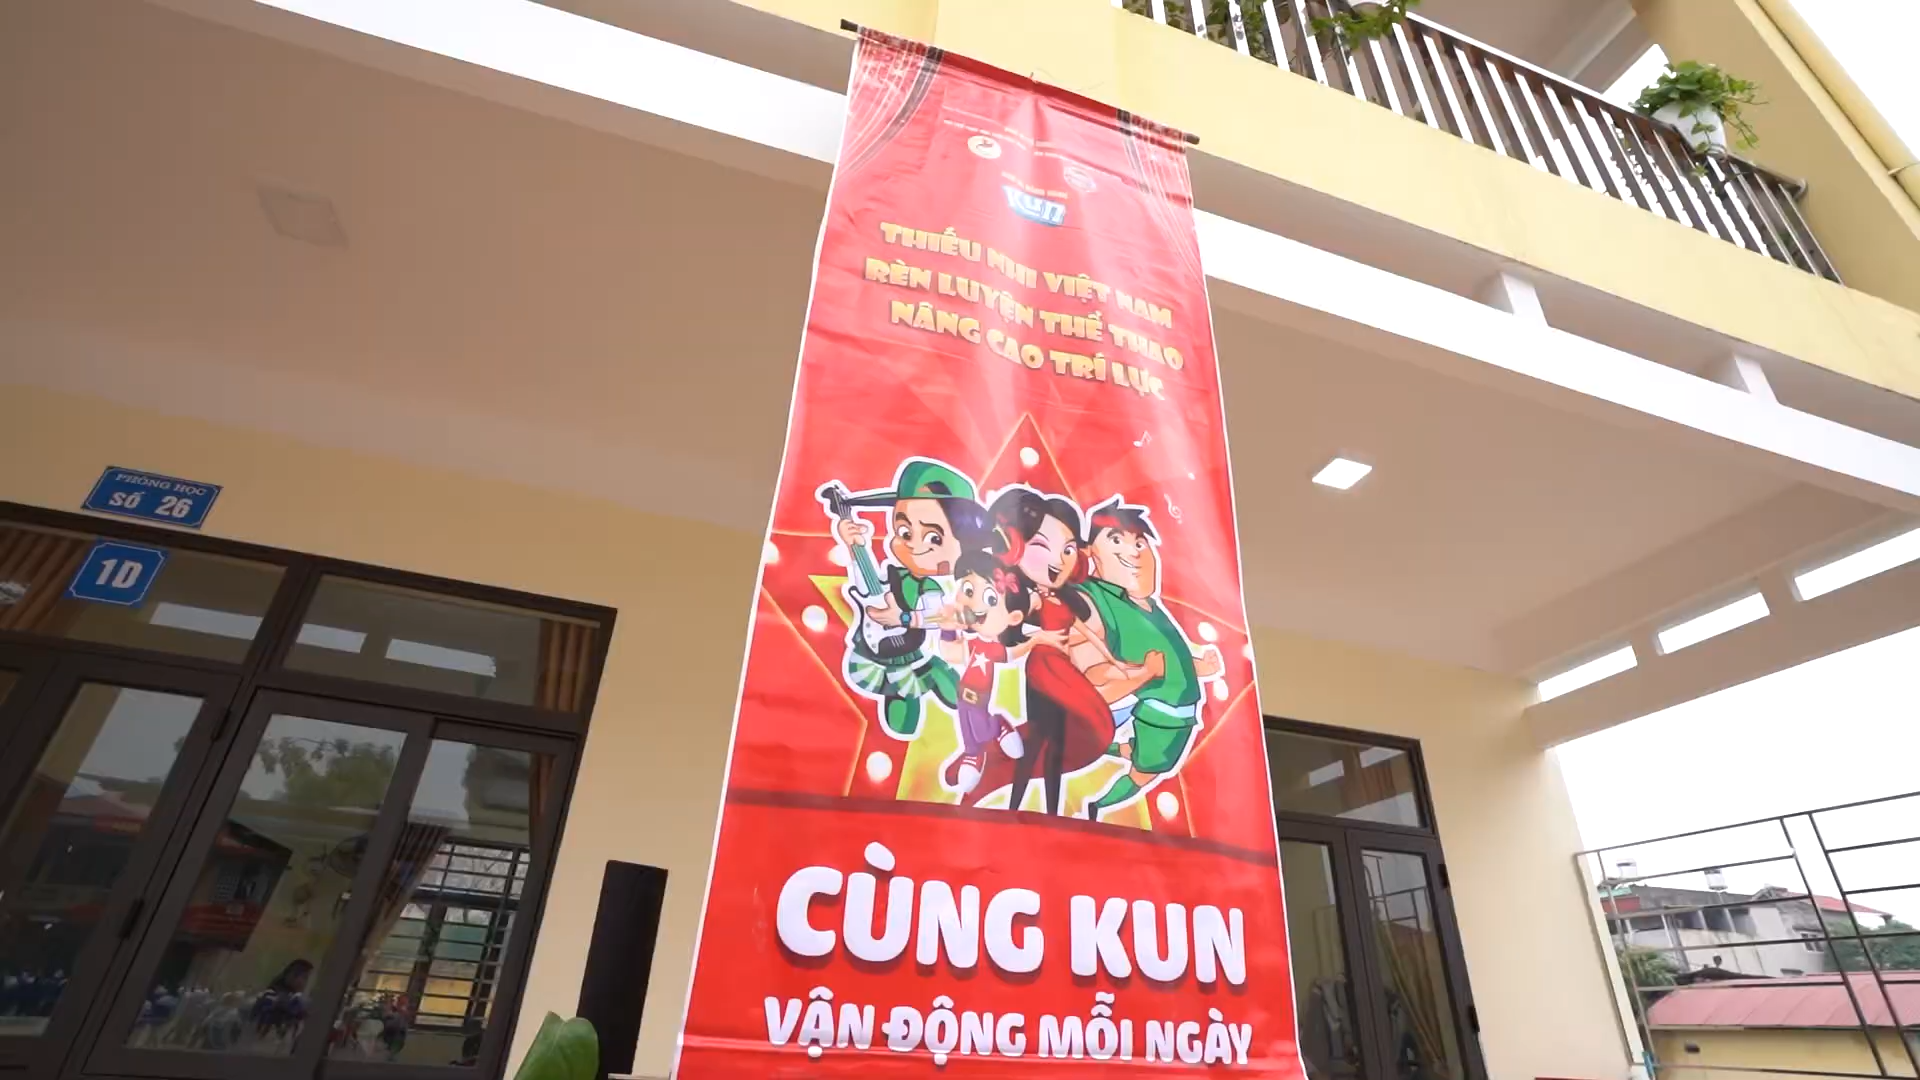 Kun
THIẾU NHI VIỆT NAM
RÈN LUYỆN THỂ THAO
NÂNG CAO TRÍ LỰC
CÙNG KUN
VẬN ĐỘNG MỖI NGÀY
PHÒNG HỌC
SỐ 26
1D